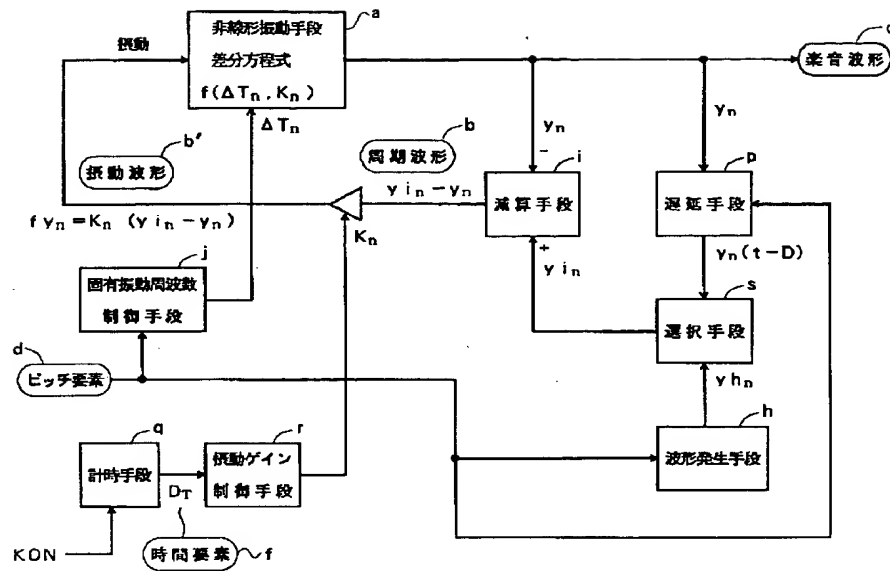 a
非線形振動手段
差分方程式
f(ΔTn, Kn)
摂動
c
楽音波形
ΔTn
b′
摂動波形
b
周期波形
yn
−
i
yn
p
yin−yn
減算手段
遅延手段
fyn=Kn (yin−yn)
Kn
+
yin
yn(t−D)
j
固有振動周波数
制御手段
s
選択手段
d
ピッチ要素
yhn
h
波形発生手段
q
計時手段
r
摂動ゲイン
制御手段
DT
KON
時間要素
f